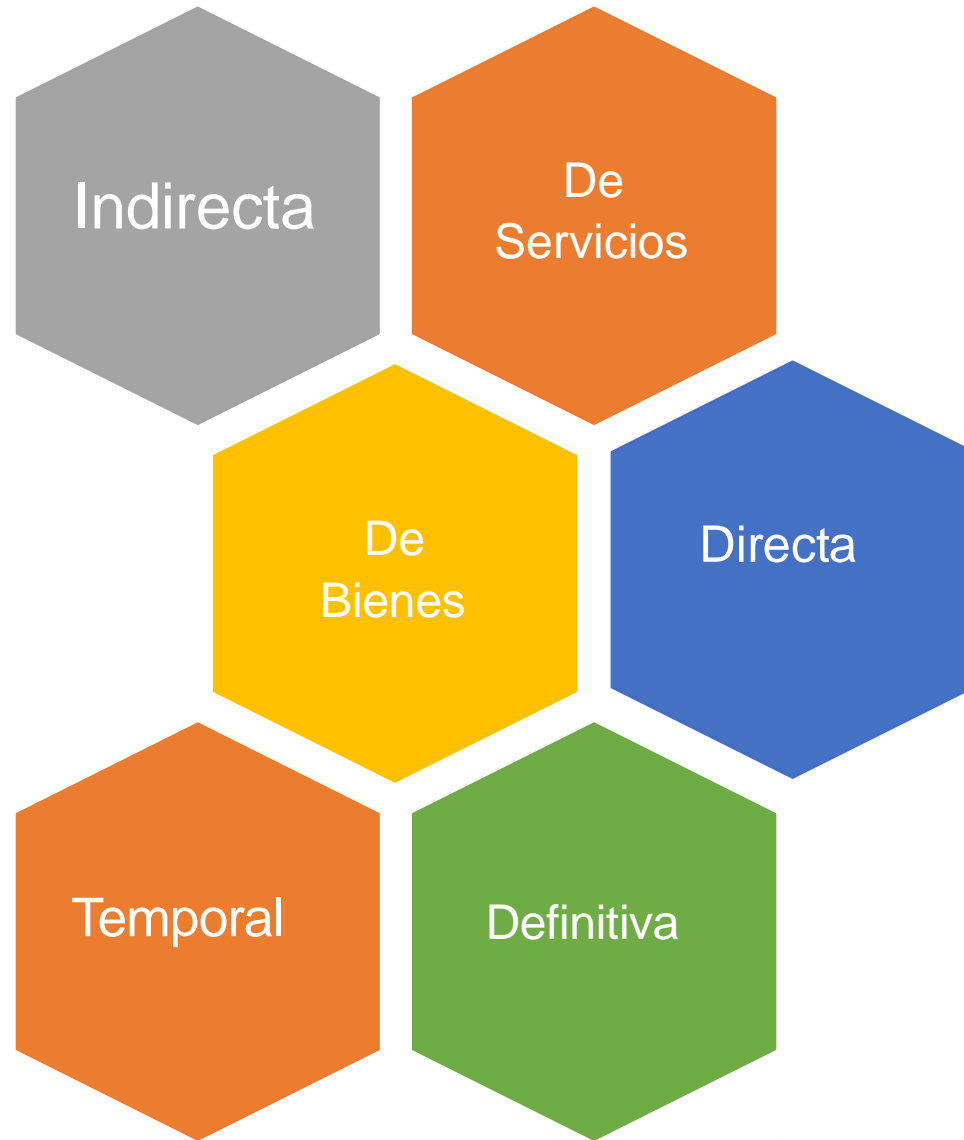 Indirecta
De
Servicios
De
Bienes
Directa
Temporal
Definitiva